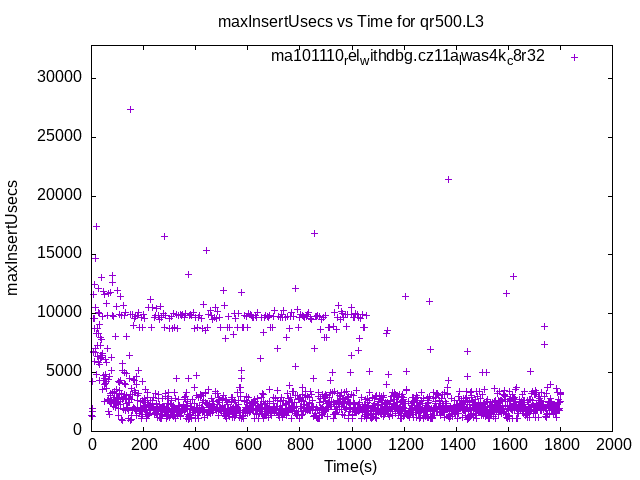 maxInsertUsecs vs Time for qr500.L3
ma101110relwithdbg.cz11alwas4kc8r32
30000
25000
20000
15000
10000
5000
0
maxInsertUsecs
0 200 400 600 800 1000 1200 1400 1600 1800 2000
Time(s)